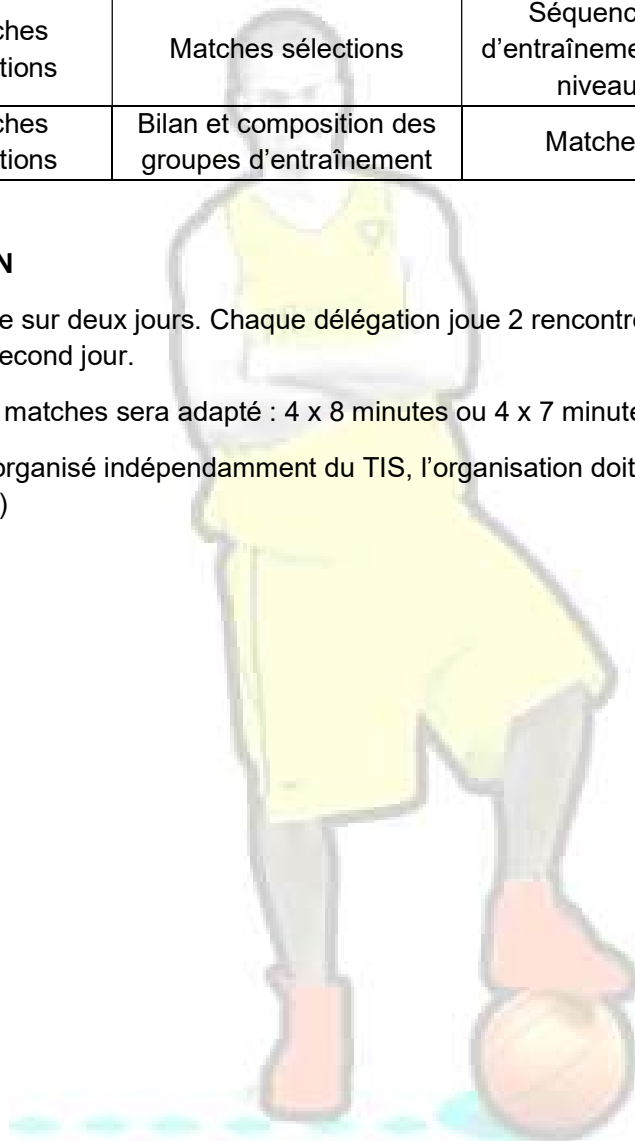 ches
tions
Matches sélections
Séquenc
d’entraîneme
niveau
ches
tions
Bilan et composition des
groupes d’entraînement
Matche
N
e sur deux jours. Chaque délégation joue 2 rencontre
second jour.
matches sera adapté : 4 x 8 minutes ou 4 x 7 minute
organisé indépendamment du TIS, l’organisation doit
)